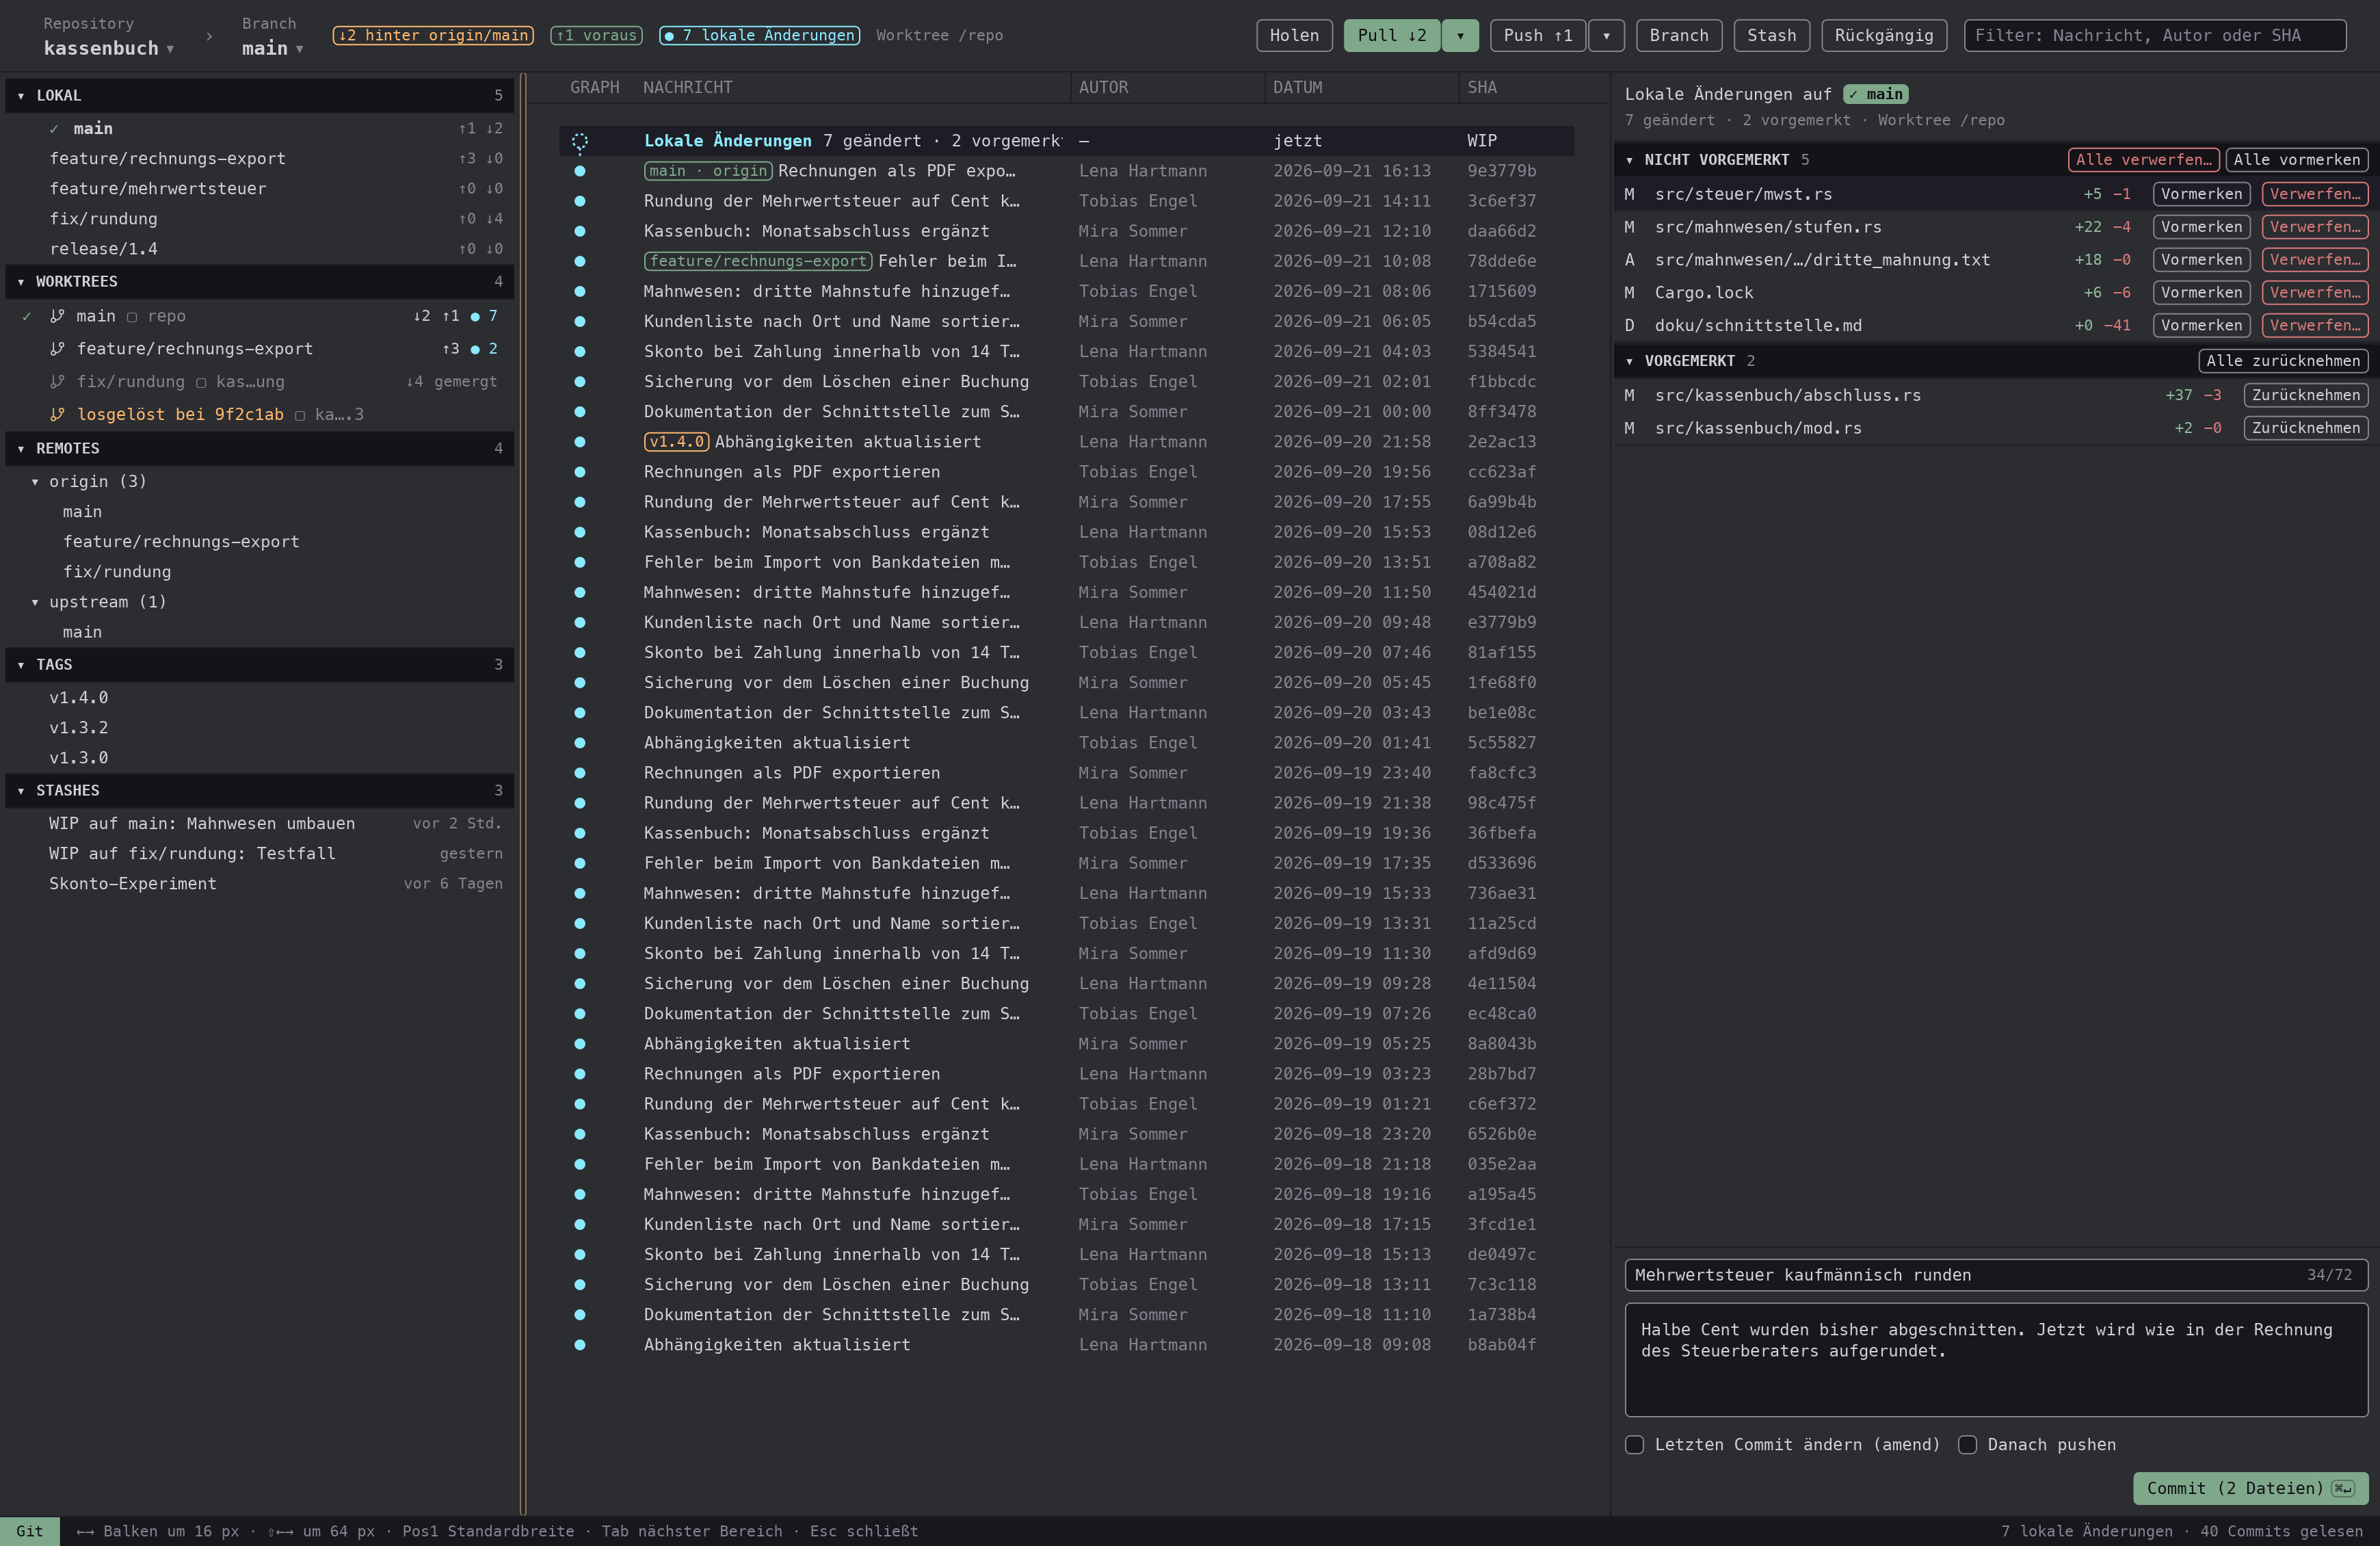 Repository
kassenbuch ▾
›
Branch
main ▾
↓2 hinter origin/main ↑1 voraus ● 7 lokale Änderungen Worktree /repo
Holen Pull ↓2 ▾ Push ↑1 ▾ Branch Stash Rückgängig Filter: Nachricht, Autor oder SHA
▾ LOKAL 5
✓ main ↑1 ↓2
feature/rechnungs-export ↑3 ↓0
feature/mehrwertsteuer ↑0 ↓0
fix/rundung ↑0 ↓4
release/1.4 ↑0 ↓0
▾ WORKTREES 4
✓ main ▢ repo ↓2 ↑1 ● 7
feature/rechnungs-export ↑3 ● 2
fix/rundung ▢ kas…ung ↓4 gemergt
losgelöst bei 9f2c1ab ▢ ka….3
▾ REMOTES 4
▾ origin (3)
main
feature/rechnungs-export
fix/rundung
▾ upstream (1)
main
▾ TAGS 3
v1.4.0
v1.3.2
v1.3.0
▾ STASHES 3
WIP auf main: Mahnwesen umbauen vor 2 Std.
WIP auf fix/rundung: Testfall gestern
Skonto-Experiment vor 6 Tagen
GRAPH NACHRICHT AUTOR DATUM SHA
Lokale Änderungen 7 geändert · 2 vorgemerkt — jetzt WIP
main · origin Rechnungen als PDF expo… Lena Hartmann 2026-09-21 16:13 9e3779b
Rundung der Mehrwertsteuer auf Cent k… Tobias Engel 2026-09-21 14:11 3c6ef37
Kassenbuch: Monatsabschluss ergänzt Mira Sommer 2026-09-21 12:10 daa66d2
feature/rechnungs-export Fehler beim I… Lena Hartmann 2026-09-21 10:08 78dde6e
Mahnwesen: dritte Mahnstufe hinzugef… Tobias Engel 2026-09-21 08:06 1715609
Kundenliste nach Ort und Name sortier… Mira Sommer 2026-09-21 06:05 b54cda5
Skonto bei Zahlung innerhalb von 14 T… Lena Hartmann 2026-09-21 04:03 5384541
Sicherung vor dem Löschen einer Buchung Tobias Engel 2026-09-21 02:01 f1bbcdc
Dokumentation der Schnittstelle zum S… Mira Sommer 2026-09-21 00:00 8ff3478
v1.4.0 Abhängigkeiten aktualisiert Lena Hartmann 2026-09-20 21:58 2e2ac13
Rechnungen als PDF exportieren Tobias Engel 2026-09-20 19:56 cc623af
Rundung der Mehrwertsteuer auf Cent k… Mira Sommer 2026-09-20 17:55 6a99b4b
Kassenbuch: Monatsabschluss ergänzt Lena Hartmann 2026-09-20 15:53 08d12e6
Fehler beim Import von Bankdateien m… Tobias Engel 2026-09-20 13:51 a708a82
Mahnwesen: dritte Mahnstufe hinzugef… Mira Sommer 2026-09-20 11:50 454021d
Kundenliste nach Ort und Name sortier… Lena Hartmann 2026-09-20 09:48 e3779b9
Skonto bei Zahlung innerhalb von 14 T… Tobias Engel 2026-09-20 07:46 81af155
Sicherung vor dem Löschen einer Buchung Mira Sommer 2026-09-20 05:45 1fe68f0
Dokumentation der Schnittstelle zum S… Lena Hartmann 2026-09-20 03:43 be1e08c
Abhängigkeiten aktualisiert Tobias Engel 2026-09-20 01:41 5c55827
Rechnungen als PDF exportieren Mira Sommer 2026-09-19 23:40 fa8cfc3
Rundung der Mehrwertsteuer auf Cent k… Lena Hartmann 2026-09-19 21:38 98c475f
Kassenbuch: Monatsabschluss ergänzt Tobias Engel 2026-09-19 19:36 36fbefa
Fehler beim Import von Bankdateien m… Mira Sommer 2026-09-19 17:35 d533696
Mahnwesen: dritte Mahnstufe hinzugef… Lena Hartmann 2026-09-19 15:33 736ae31
Kundenliste nach Ort und Name sortier… Tobias Engel 2026-09-19 13:31 11a25cd
Skonto bei Zahlung innerhalb von 14 T… Mira Sommer 2026-09-19 11:30 afd9d69
Sicherung vor dem Löschen einer Buchung Lena Hartmann 2026-09-19 09:28 4e11504
Dokumentation der Schnittstelle zum S… Tobias Engel 2026-09-19 07:26 ec48ca0
Abhängigkeiten aktualisiert Mira Sommer 2026-09-19 05:25 8a8043b
Rechnungen als PDF exportieren Lena Hartmann 2026-09-19 03:23 28b7bd7
Rundung der Mehrwertsteuer auf Cent k… Tobias Engel 2026-09-19 01:21 c6ef372
Kassenbuch: Monatsabschluss ergänzt Mira Sommer 2026-09-18 23:20 6526b0e
Fehler beim Import von Bankdateien m… Lena Hartmann 2026-09-18 21:18 035e2aa
Mahnwesen: dritte Mahnstufe hinzugef… Tobias Engel 2026-09-18 19:16 a195a45
Kundenliste nach Ort und Name sortier… Mira Sommer 2026-09-18 17:15 3fcd1e1
Skonto bei Zahlung innerhalb von 14 T… Lena Hartmann 2026-09-18 15:13 de0497c
Sicherung vor dem Löschen einer Buchung Tobias Engel 2026-09-18 13:11 7c3c118
Dokumentation der Schnittstelle zum S… Mira Sommer 2026-09-18 11:10 1a738b4
Abhängigkeiten aktualisiert Lena Hartmann 2026-09-18 09:08 b8ab04f
Lokale Änderungen auf ✓ main
7 geändert · 2 vorgemerkt · Worktree /repo
▾ NICHT VORGEMERKT 5 Alle verwerfen… Alle vormerken
M src/steuer/mwst.rs +5 −1 Vormerken Verwerfen…
M src/mahnwesen/stufen.rs +22 −4 Vormerken Verwerfen…
A src/mahnwesen/…/dritte_mahnung.txt +18 −0 Vormerken Verwerfen…
M Cargo.lock +6 −6 Vormerken Verwerfen…
D doku/schnittstelle.md +0 −41 Vormerken Verwerfen…
▾ VORGEMERKT 2 Alle zurücknehmen
M src/kassenbuch/abschluss.rs +37 −3 Zurücknehmen
M src/kassenbuch/mod.rs +2 −0 Zurücknehmen
Mehrwertsteuer kaufmännisch runden 34/72
Halbe Cent wurden bisher abgeschnitten. Jetzt wird wie in der Rechnung
des Steuerberaters aufgerundet.
Letzten Commit ändern (amend) Danach pushen
Commit (2 Dateien) ⌘↵
Git ←→ Balken um 16 px · ⇧←→ um 64 px · Pos1 Standardbreite · Tab nächster Bereich · Esc schließt
7 lokale Änderungen · 40 Commits gelesen